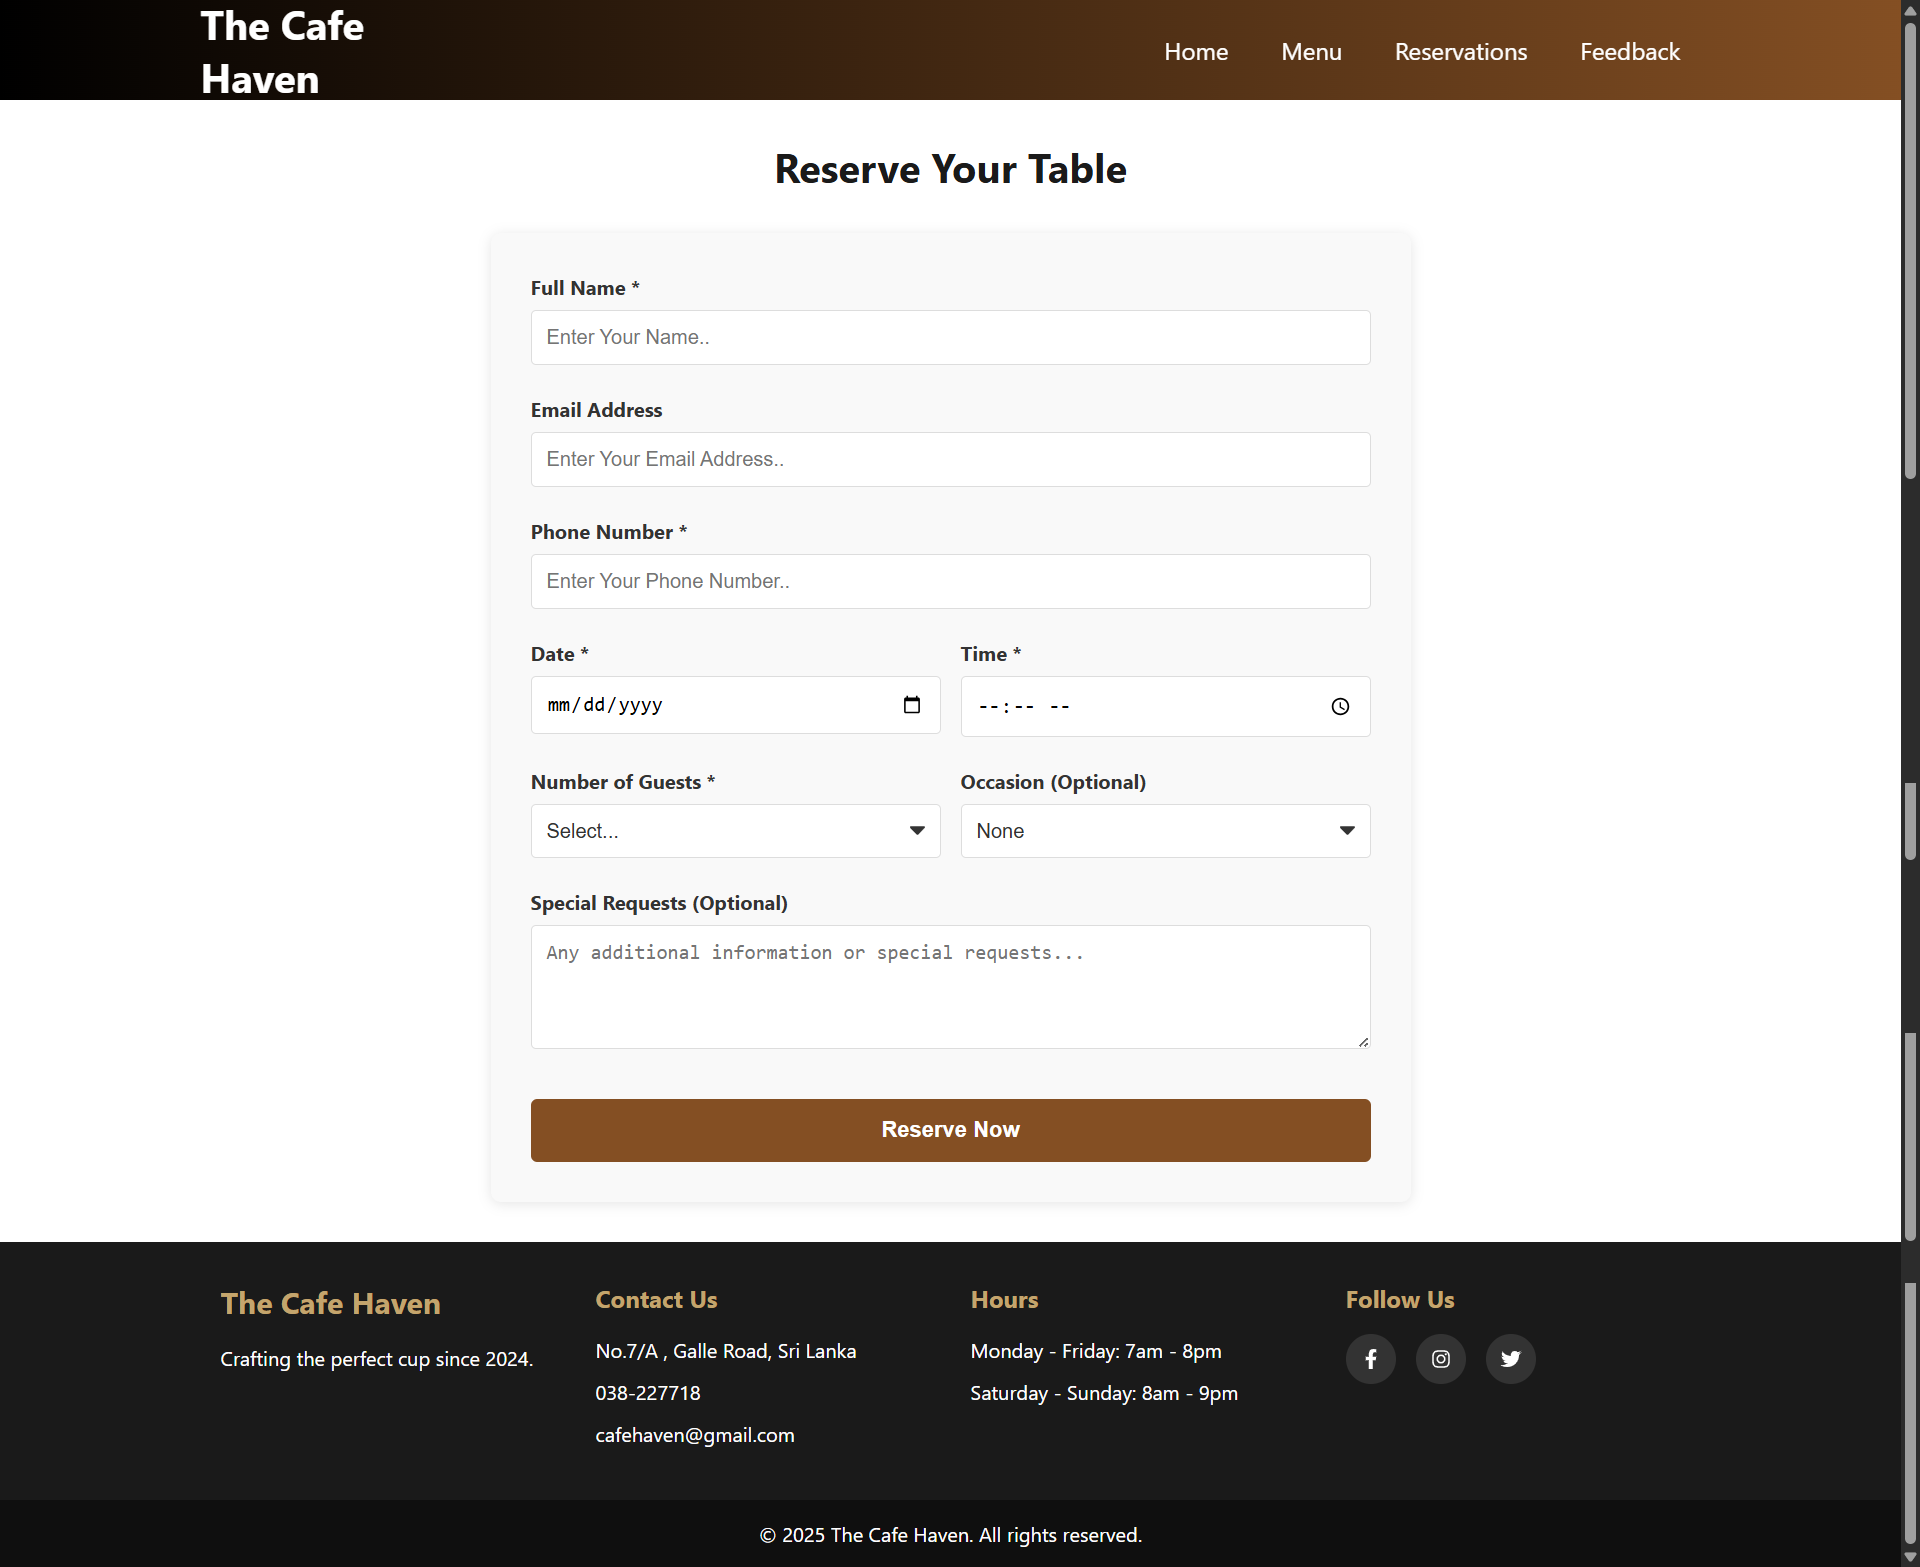 The Cafe
Haven
Home Menu Reservations Feedback
Reserve Your Table
Full Name *
Enter Your Name..
Email Address
Enter Your Email Address..
Phone Number *
Enter Your Phone Number..
Date * Time *
mm/dd/yyyy --:-- --
Number of Guests * Occasion (Optional)
Select... None
Special Requests (Optional)
Any additional information or special requests...
Reserve Now
The Cafe Haven
Crafting the perfect cup since 2024.
Contact Us
No.7/A , Galle Road, Sri Lanka
038-227718
cafehaven@gmail.com
Hours
Monday - Friday: 7am - 8pm
Saturday - Sunday: 8am - 9pm
Follow Us
© 2025 The Cafe Haven. All rights reserved.